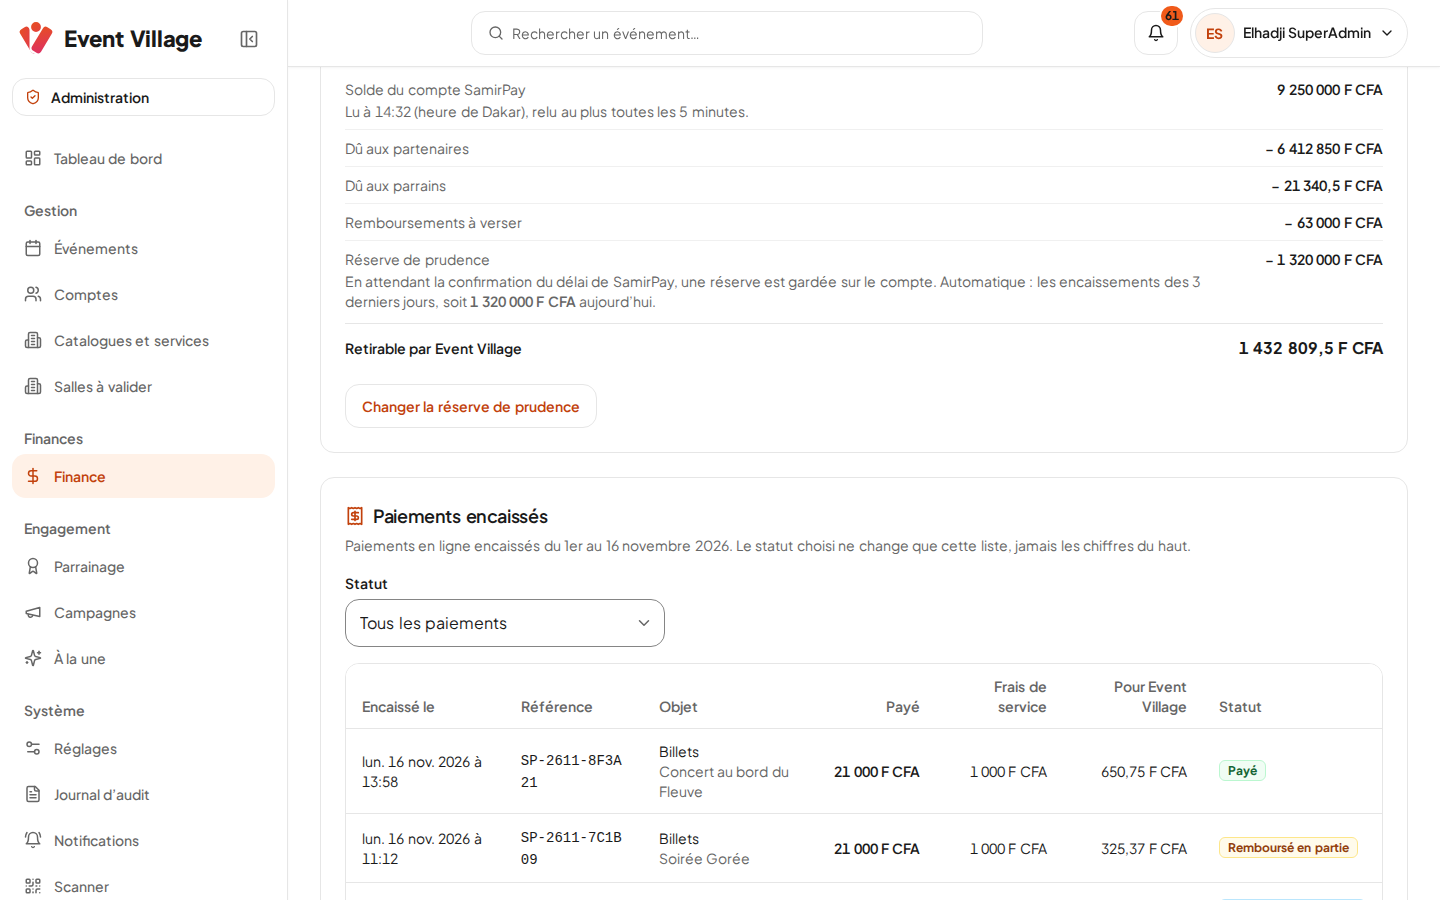 Event Village
Rechercher un événement...
61
ES
Elhadji SuperAdmin
Administration
Tableau de bord
Gestion
Événements
Comptes
Catalogues et services
Salles à valider
Finances
Finance
Engagement
Parrainage
Campagnes
À la une
Système
Réglages
Journal d’audit
Notifications
Scanner
Solde du compte SamirPay
9 250 000 F CFA
Lu à 14:32 (heure de Dakar), relu au plus toutes les 5 minutes.
Dû aux partenaires
– 6 412 850 F CFA
Dû aux parrains
– 21 340,5 F CFA
Remboursements à verser
– 63 000 F CFA
Réserve de prudence
– 1 320 000 F CFA
En attendant la confirmation du délai de SamirPay, une réserve est gardée sur le compte. Automatique : les encaissements des 3
derniers jours, soit 1 320 000 F CFA aujourd’hui.
Retirable par Event Village
1 432 809,5 F CFA
Changer la réserve de prudence
Paiements encaissés
Paiements en ligne encaissés du 1er au 16 novembre 2026. Le statut choisi ne change que cette liste, jamais les chiffres du haut.
Statut
Tous les paiements
Encaissé le
Référence
Objet
Payé
Frais de
service
Pour Event
Village
Statut
lun. 16 nov. 2026 à
13:58
SP-2611-8F3A
21
Billets
Concert au bord du
Fleuve
21 000 F CFA
1 000 F CFA
650,75 F CFA
Payé
lun. 16 nov. 2026 à
11:12
SP-2611-7C1B
09
Billets
Soirée Gorée
21 000 F CFA
1 000 F CFA
325,37 F CFA
Remboursé en partie